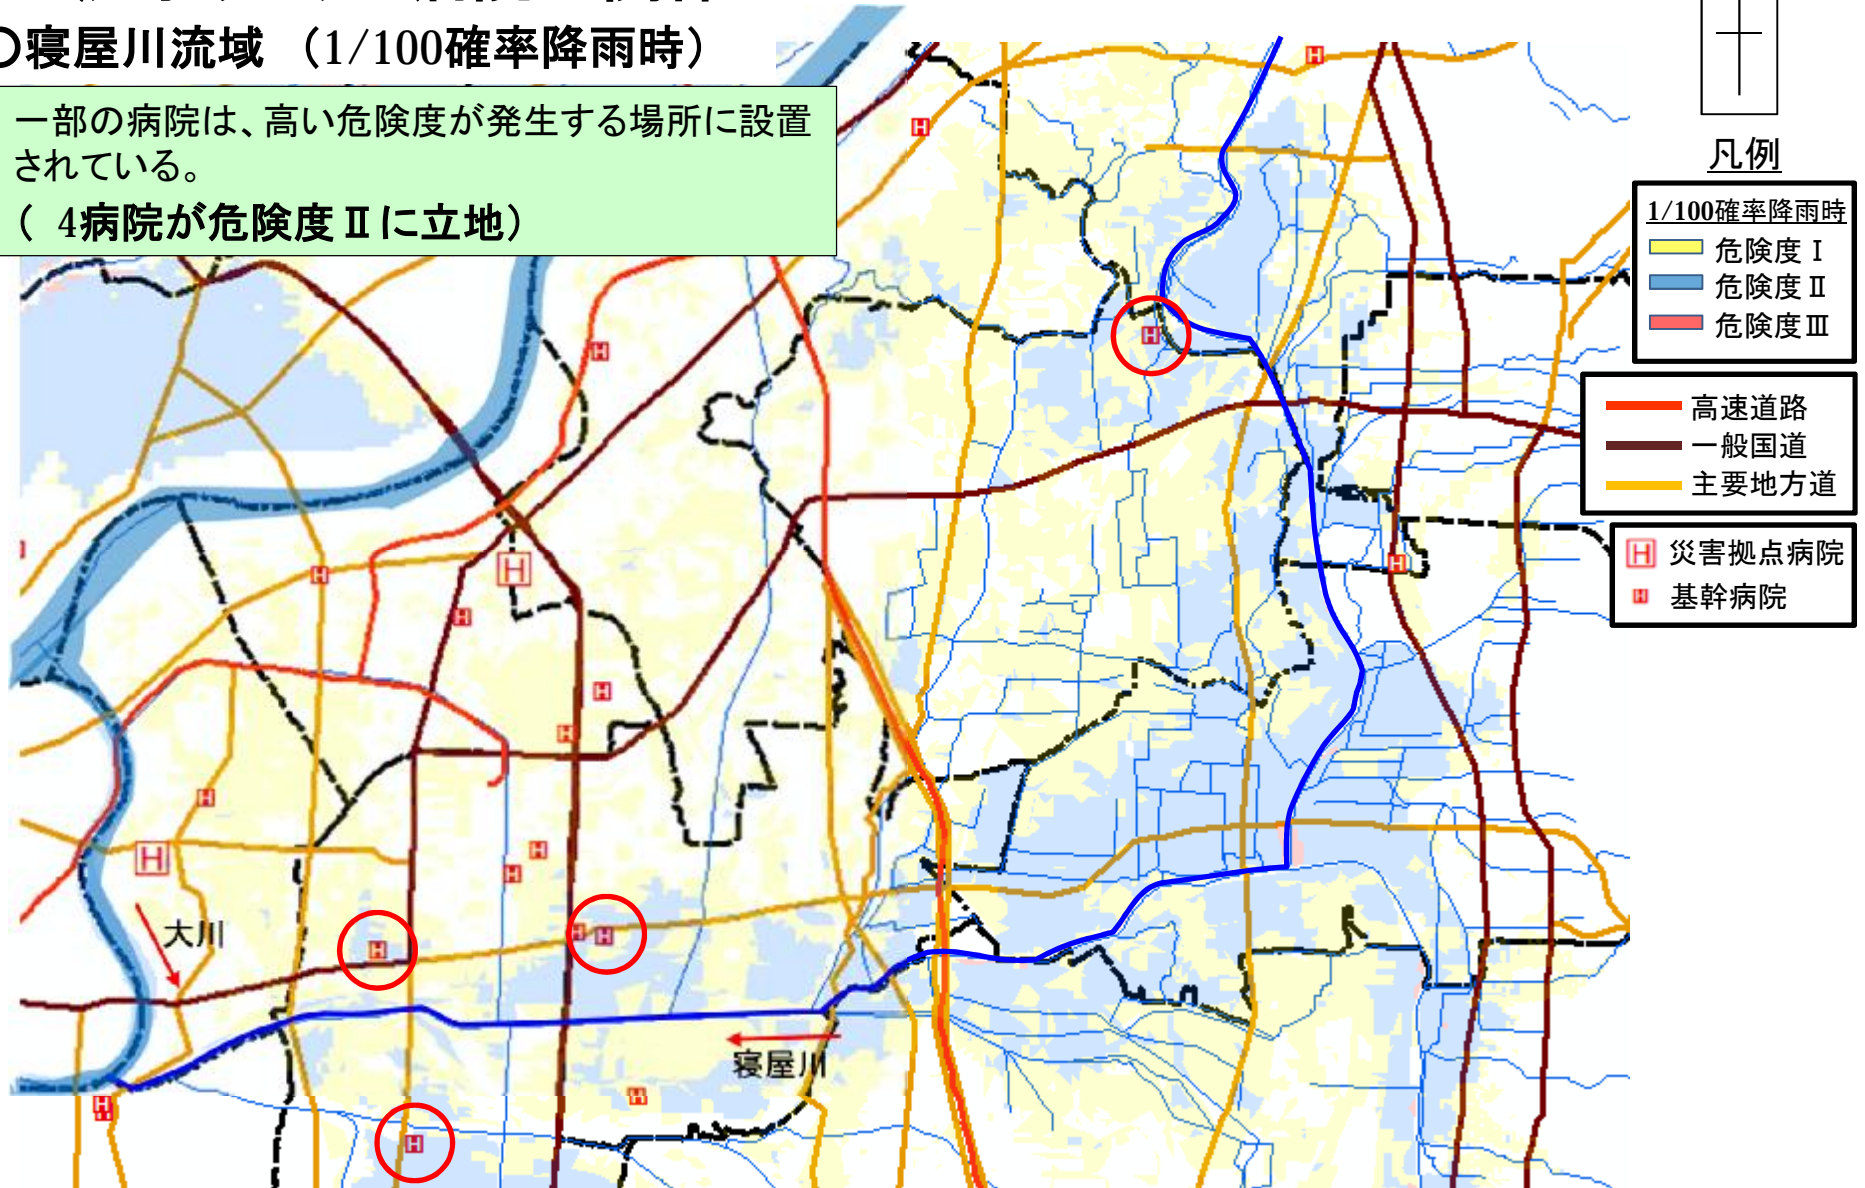 〇寝屋川流域 （1/100確率降雨時）
一部の病院は、高い危険度が発生する場所に設置
されている。
（ 4病院が危険度Ⅱに立地）
凡例
1/100確率降雨時
危険度Ⅰ
危険度Ⅱ
危険度Ⅲ
高速道路
一般国道
主要地方道
H 災害拠点病院
H 基幹病院
大川
寝屋川